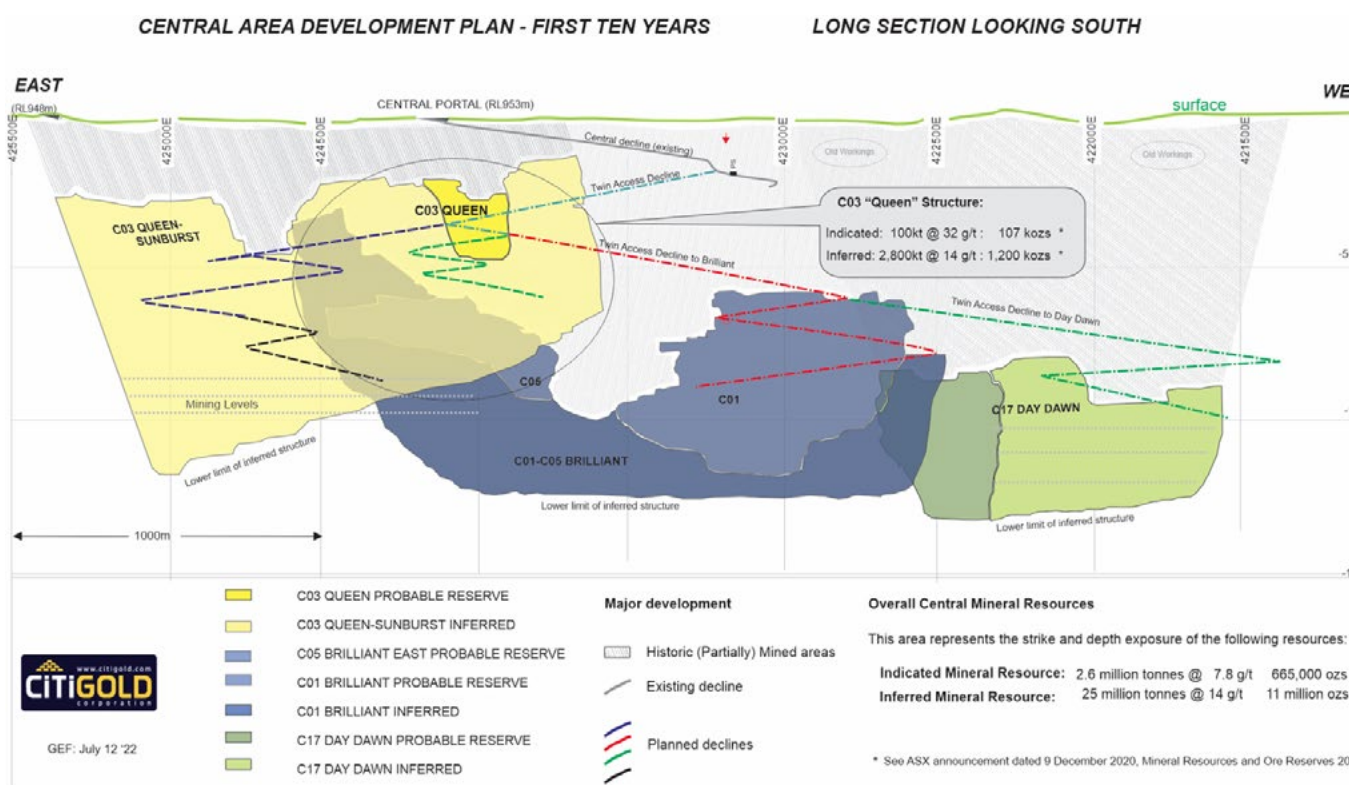 CENTRAL AREA DEVELOPMENT PLAN - FIRST TEN YEARS
LONG SECTION LOOKING SOUTH
EAST
WE
(RL948m)
CENTRAL PORTAL (RL953m)
surface
425500E
425000E
424500E
423000E
422500E
422000E
421500E
Central decline (existing)
Old Workings
Old Workings
Twin Access Decline
C03 "Queen" Structure:
Indicated: 100kt @ 32 g/t : 107 kozs *
Inferred: 2,800kt @ 14 g/t : 1,200 kozs *
C03 QUEEN
C03 QUEEN-
SUNBURST
Twin Access Decline to Brilliant
Twin Access Decline to Day Dawn
C05
C01
C17 DAY DAWN
Mining Levels
C01-C05 BRILLIANT
Lower limit of inferred structure
Lower limit of inferred structure
Lower limit of inferred structure
1000m
C03 QUEEN PROBABLE RESERVE
C03 QUEEN-SUNBURST INFERRED
C05 BRILLIANT EAST PROBABLE RESERVE
C01 BRILLIANT PROBABLE RESERVE
C01 BRILLIANT INFERRED
C17 DAY DAWN PROBABLE RESERVE
C17 DAY DAWN INFERRED
Major development
Historic (Partially) Mined areas
Existing decline
Planned declines
Overall Central Mineral Resources
This area represents the strike and depth exposure of the following resources:
Indicated Mineral Resource: 2.6 million tonnes @ 7.8 g/t 665,000 ozs
Inferred Mineral Resource: 25 million tonnes @ 14 g/t 11 million ozs
* See ASX announcement dated 9 December 2020, Mineral Resources and Ore Reserves 20
www.citigold.com
CiTiGOLD
corporation
GEF: July 12 '22